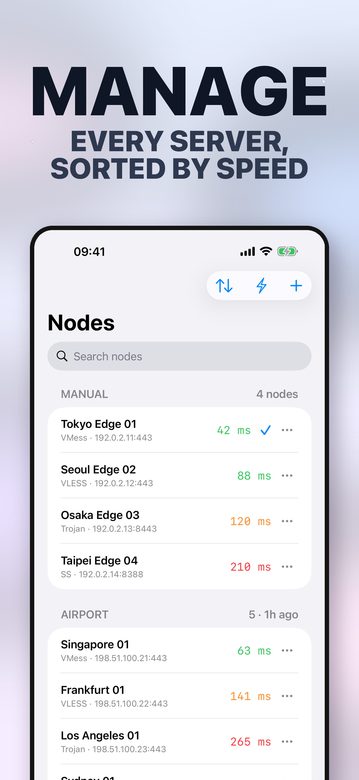 MANAGE
EVERY SERVER,
SORTED BY SPEED
09:41
Nodes
Search nodes
MANUAL 4 nodes
Tokyo Edge 01
VMess · 192.0.2.11:443
42 ms
Seoul Edge 02
VLESS · 192.0.2.12:443
88 ms
Osaka Edge 03
Trojan · 192.0.2.13:8443
120 ms
Taipei Edge 04
SS · 192.0.2.14:8388
210 ms
AIRPORT 5 · 1h ago
Singapore 01
VMess · 198.51.100.21:443
63 ms
Frankfurt 01
VLESS · 198.51.100.22:443
141 ms
Los Angeles 01
Trojan · 198.51.100.23:443
265 ms
Sydney 01